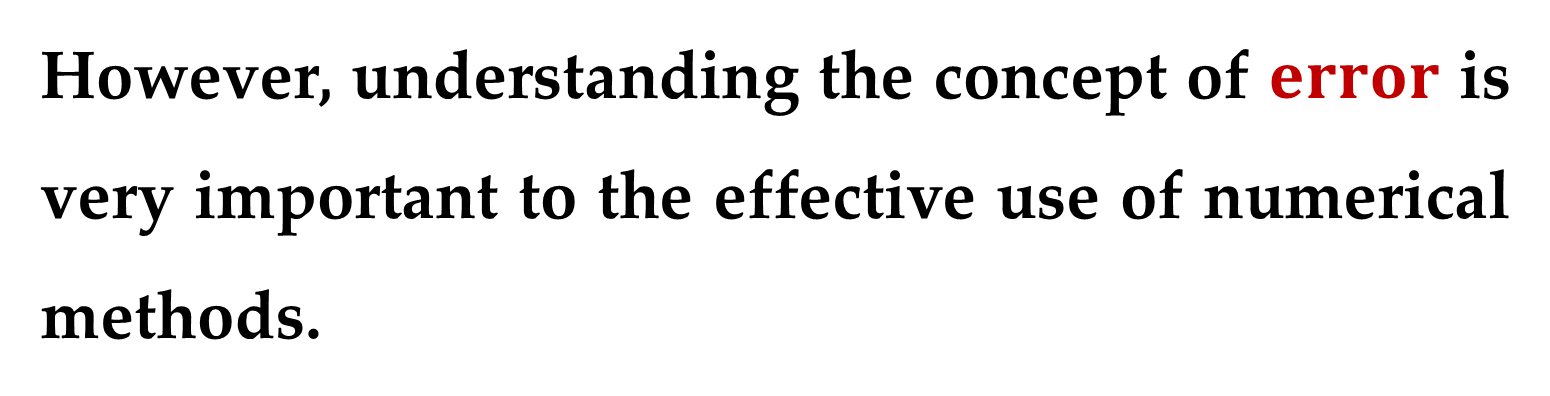 However, understanding the concept of error is
very important to the effective use of numerical
methods.